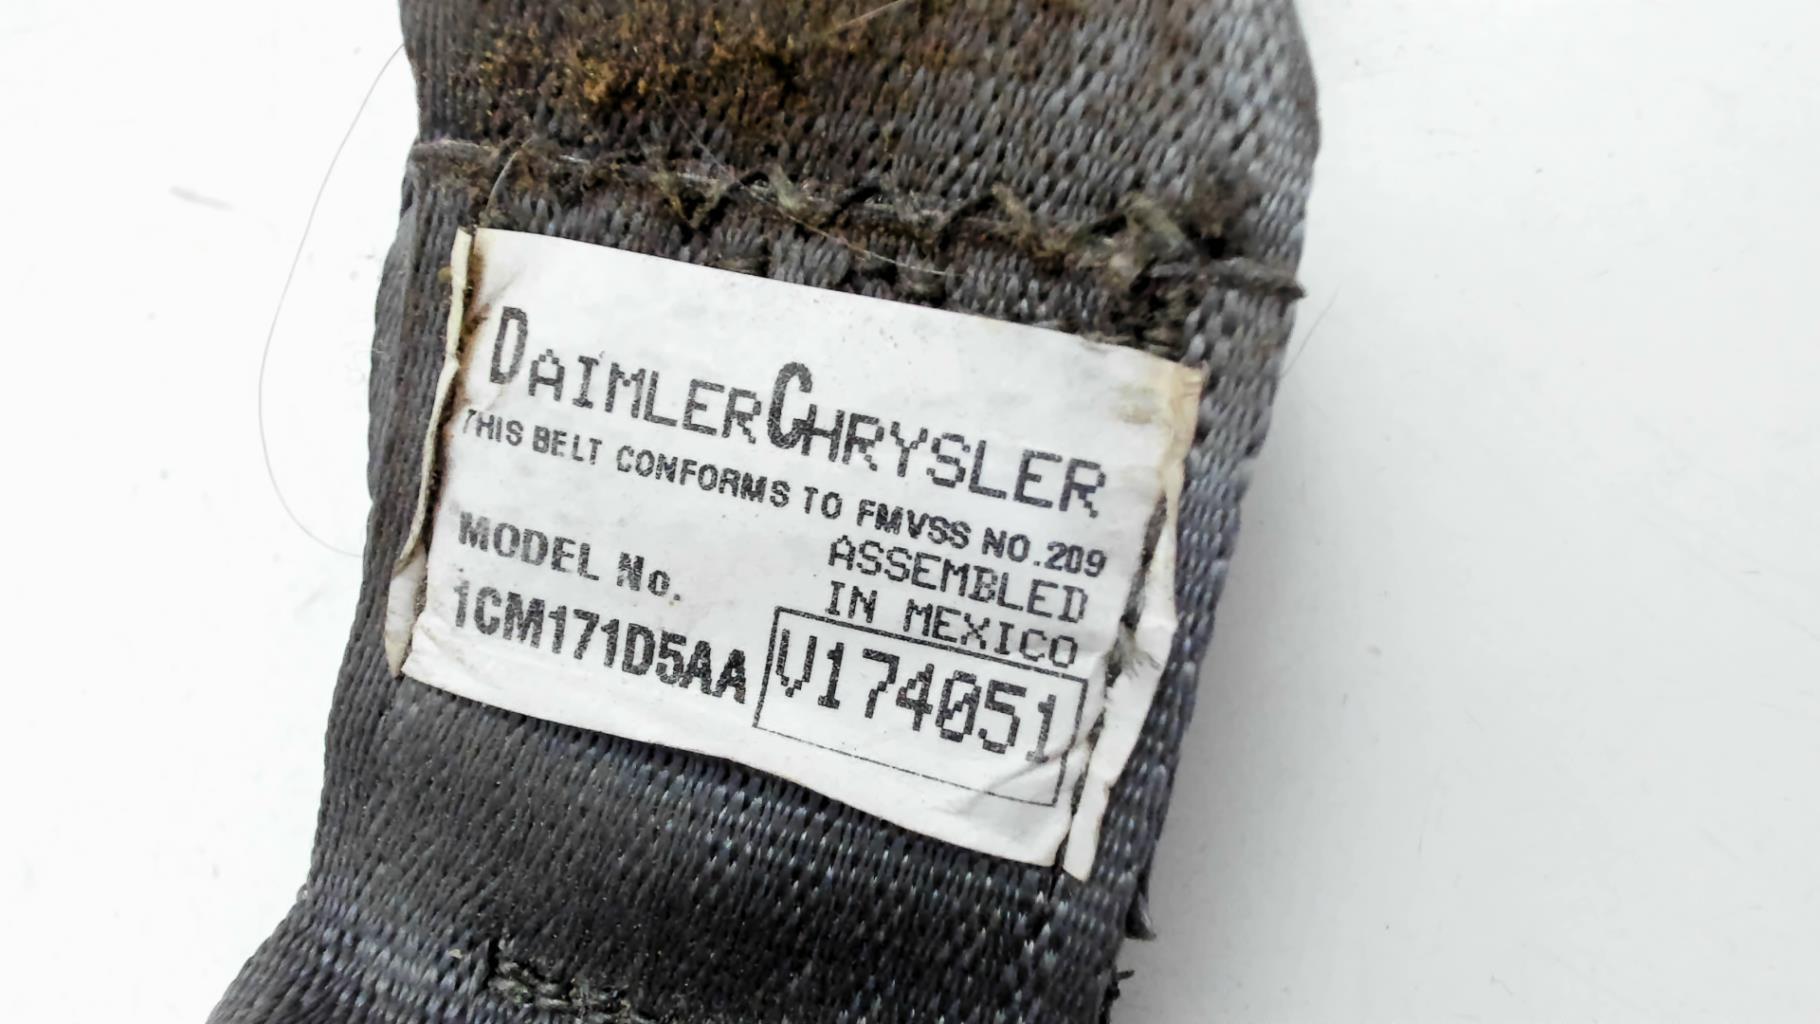 DAIMLERCHRYSLER
THIS BELT CONFORMS TO FMVSS NO.209
MODEL No.
1CM171D5AA
ASSEMBLED
IN MEXICO
V174051